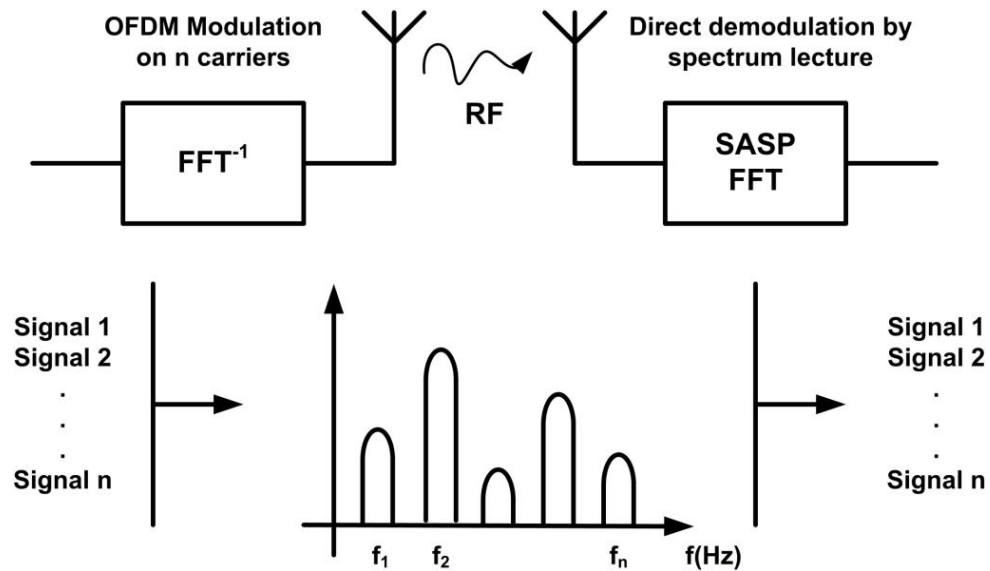 OFDM Modulation
on n carriers
Direct demodulation by
spectrum lecture
RF
FFT⁻¹
SASP
FFT
Signal 1
Signal 2
.
.
.
Signal n
Signal 1
Signal 2
.
.
.
Signal n
f₁
f₂
fₙ
f(Hz)